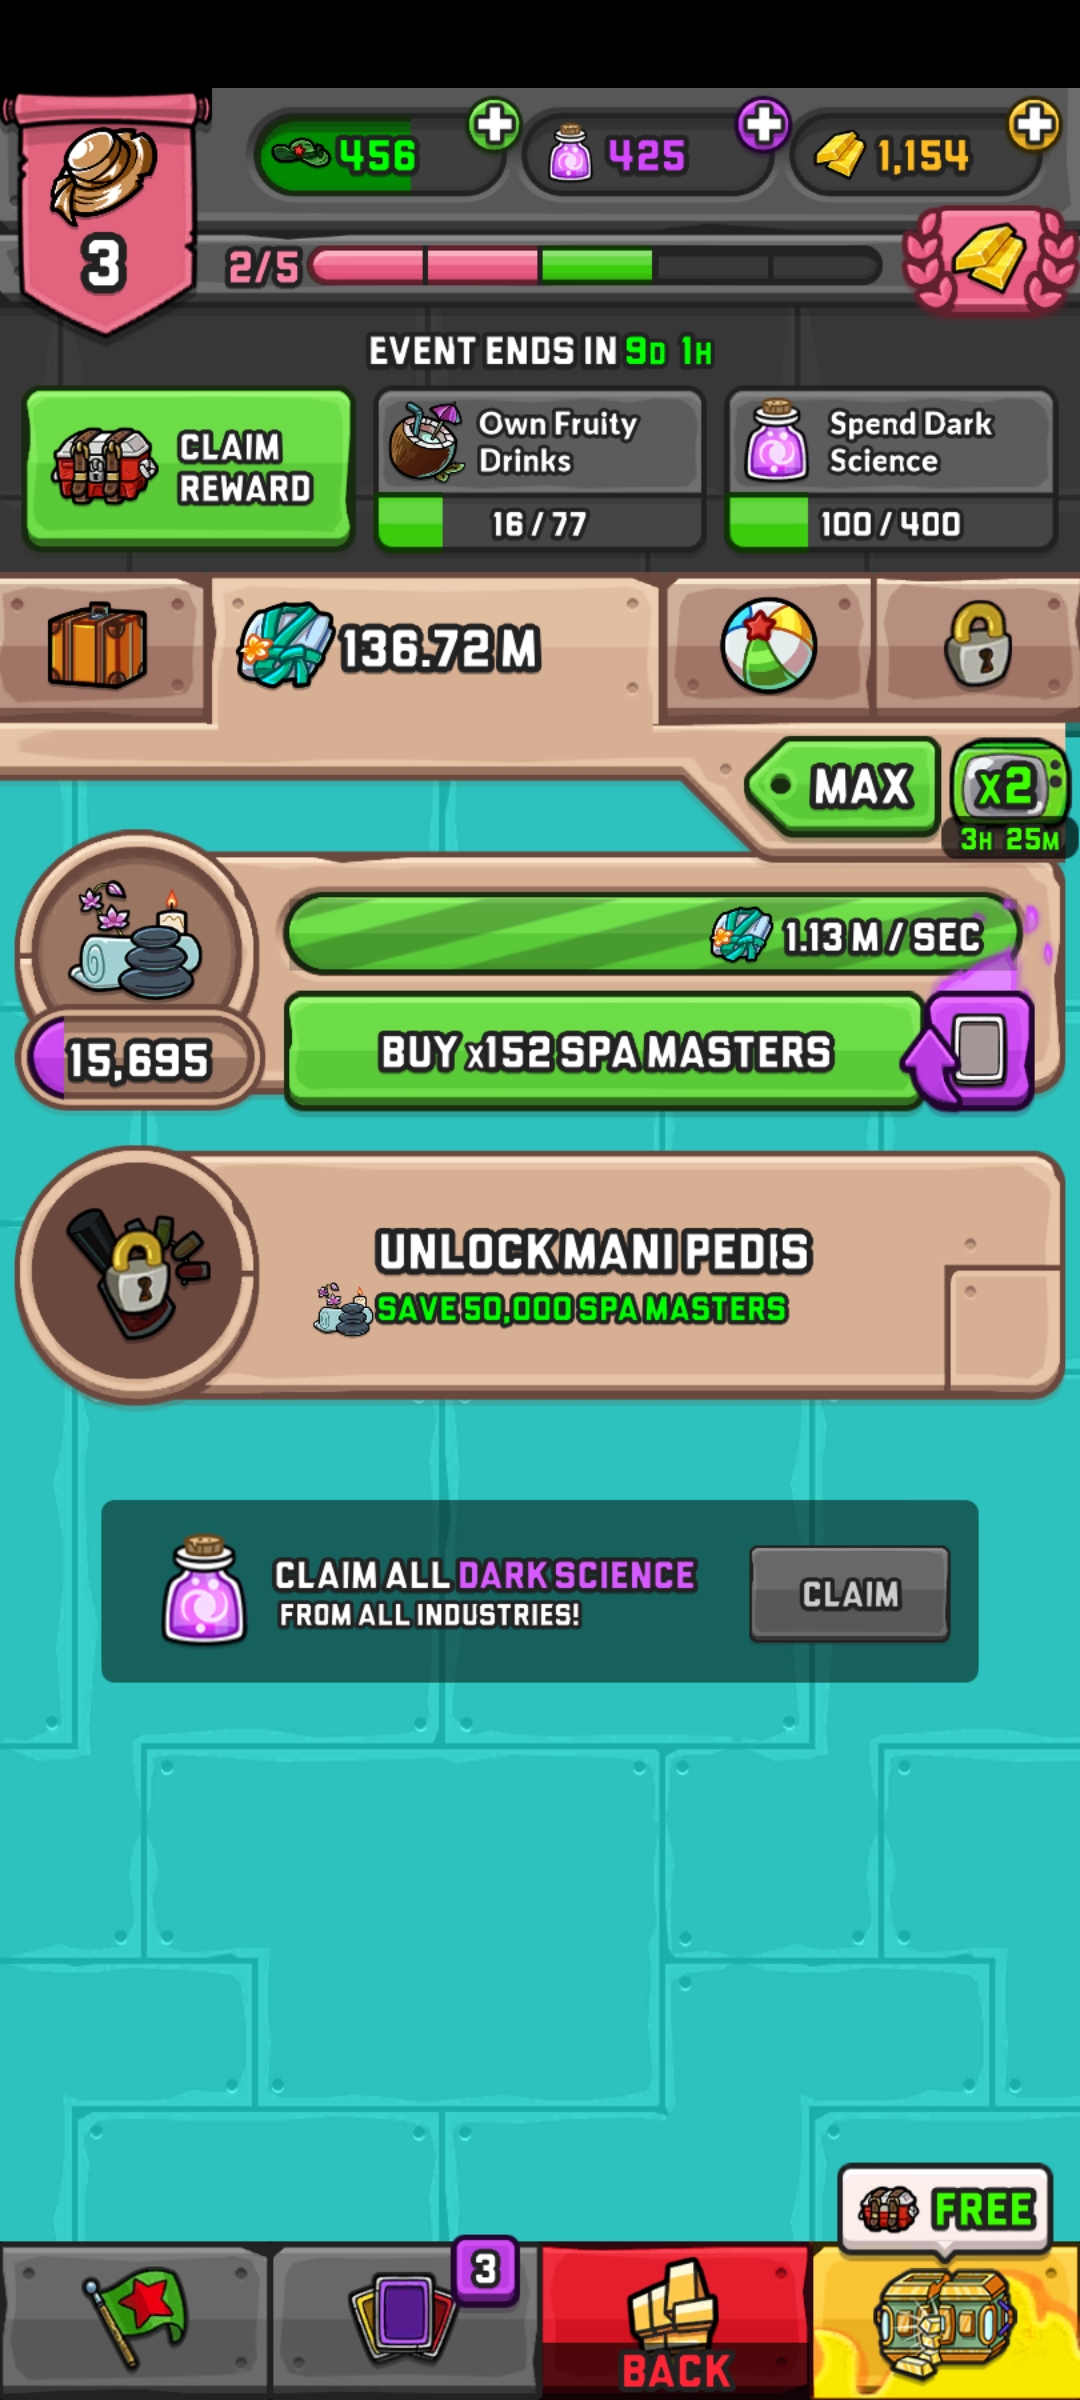 456
425
1,154
3
2/5
EVENT ENDS IN 9D 1H
CLAIM
REWARD
Own Fruity
Drinks
16 / 77
Spend Dark
Science
100 / 400
136.72 M
MAX
x2
3H 25M
1.13 M / SEC
15,695
BUY x152 SPA MASTERS
UNLOCK MANI PEDIS
SAVE 50,000 SPA MASTERS
CLAIM ALL DARK SCIENCE
FROM ALL INDUSTRIES!
CLAIM
FREE
3
BACK